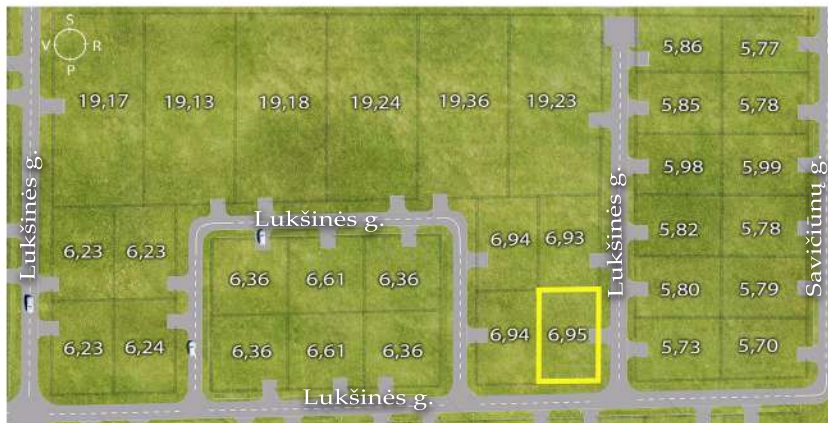 S
V R
P
5,86 5,77
19,17 19,13 19,18 19,24 19,36 19,23
5,85 5,78
5,98 5,99
Lukšinės g.
Lukšinės g.
Lukšinės g.
Savičiūnų g.
5,82 5,78
6,23 6,23
6,94 6,93
6,36 6,61 6,36
5,80 5,79
6,23 6,24
6,36 6,61 6,36
6,94 6,95
5,73 5,70
Lukšinės g.